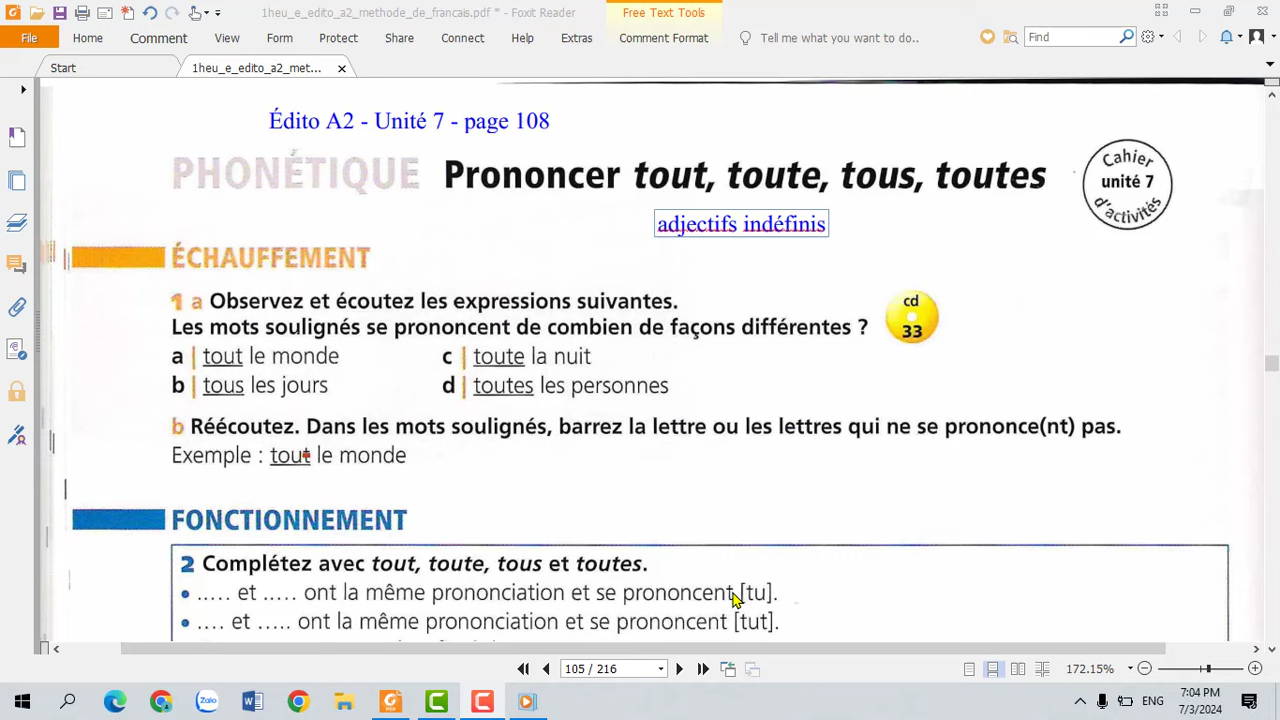 1heu_e_edito_a2_methode_de_francais.pdf * - Foxit Reader
Free Text Tools
File Home Comment View Form Protect Share Connect Help Extras Comment Format Tell me what you want to do... Find
Start 1heu_e_edito_a2_met...
Édito A2 - Unité 7 - page 108
PHONÉTIQUE Prononcer tout, toute, tous, toutes
Cahier
unité 7
d'activités
adjectifs indéfinis
ÉCHAUFFEMENT
1 a Observez et écoutez les expressions suivantes.
Les mots soulignés se prononcent de combien de façons différentes ?
cd
33
a | tout le monde c | toute la nuit
b | tous les jours d | toutes les personnes
b Réécoutez. Dans les mots soulignés, barrez la lettre ou les lettres qui ne se prononce(nt) pas.
Exemple : tout le monde
FONCTIONNEMENT
2 Complétez avec tout, toute, tous et toutes.
• ..... et ..... ont la même prononciation et se prononcent [tu].
• .... et ..... ont la même prononciation et se prononcent [tut].
105 / 216 172.15%
Zalo ENG 7:04 PM
7/3/2024